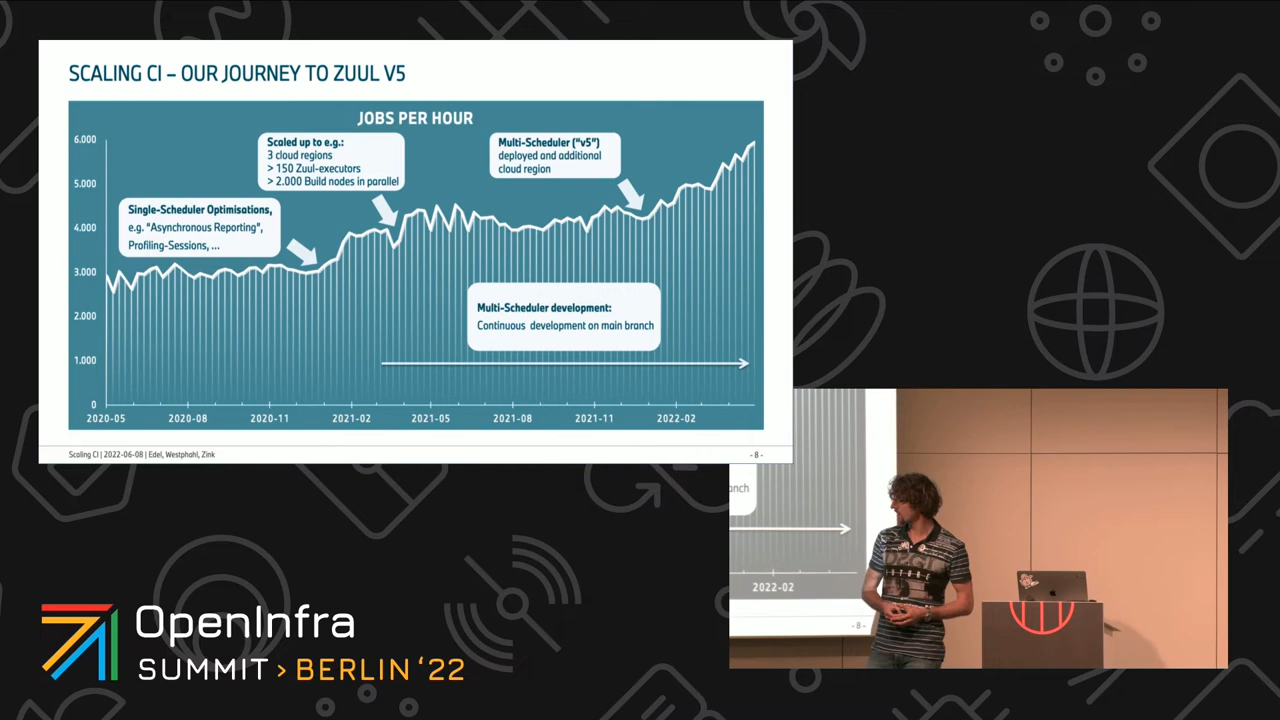 SCALING CI – OUR JOURNEY TO ZUUL V5
JOBS PER HOUR
6.000
5.000
4.000
3.000
2.000
1.000
0
Single-Scheduler Optimisations,
e.g. "Asynchronous Reporting",
Profiling-Sessions, ...
Scaled up to e.g.:
3 cloud regions
> 150 Zuul-executors
> 2.000 Build nodes in parallel
Multi-Scheduler ("v5")
deployed and additional
cloud region
Multi-Scheduler development:
Continuous development on main branch
2020-05
2020-08
2020-11
2021-02
2021-05
2021-08
2021-11
2022-02
Scaling CI | 2022-06-08 | Edel, Westphahl, Zink
- 8 -
anch
2022-02
- 8 -
OpenInfra
SUMMIT > BERLIN ‘22